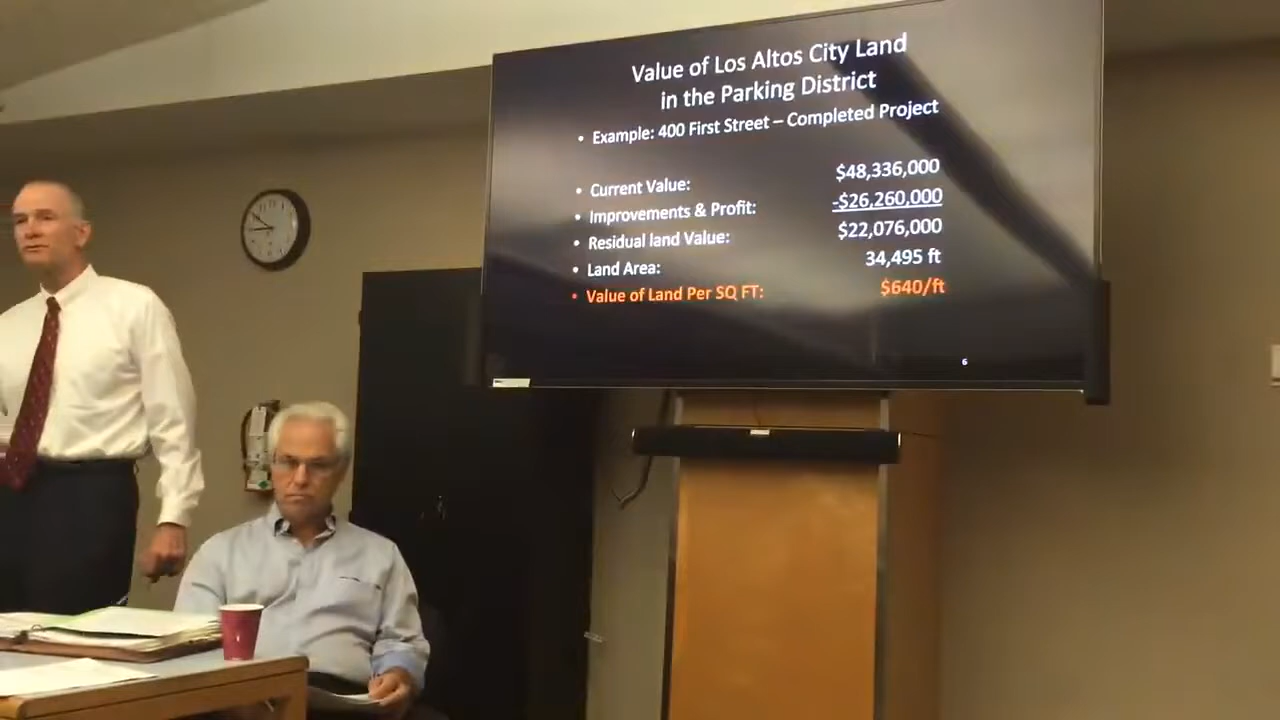 Value of Los Altos City Land
in the Parking District
• Example: 400 First Street – Completed Project
• Current Value: $48,336,000
• Improvements & Profit: -$26,260,000
• Residual land Value: $22,076,000
• Land Area: 34,495 ft
• Value of Land Per SQ FT: $640/ft
6